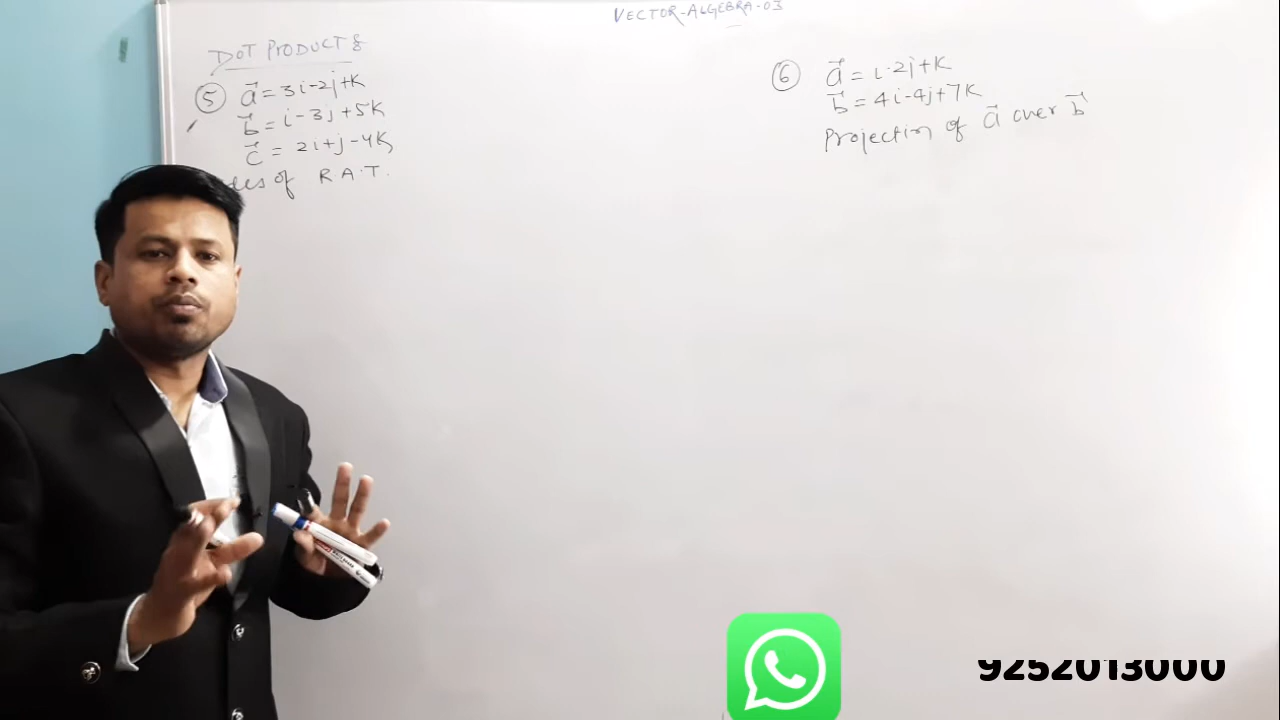 VECTOR-ALGEBRA-03
DOT PRODUCT &
⑤ a⃗ = 3i-2j+k
b⃗ = i-3j+5k
c⃗ = 2i+j-4k
of R.A.T.
⑥ a⃗ = i-2j+k
b⃗ = 4i-4j+7k
Projection of a⃗ over b⃗
9252013000